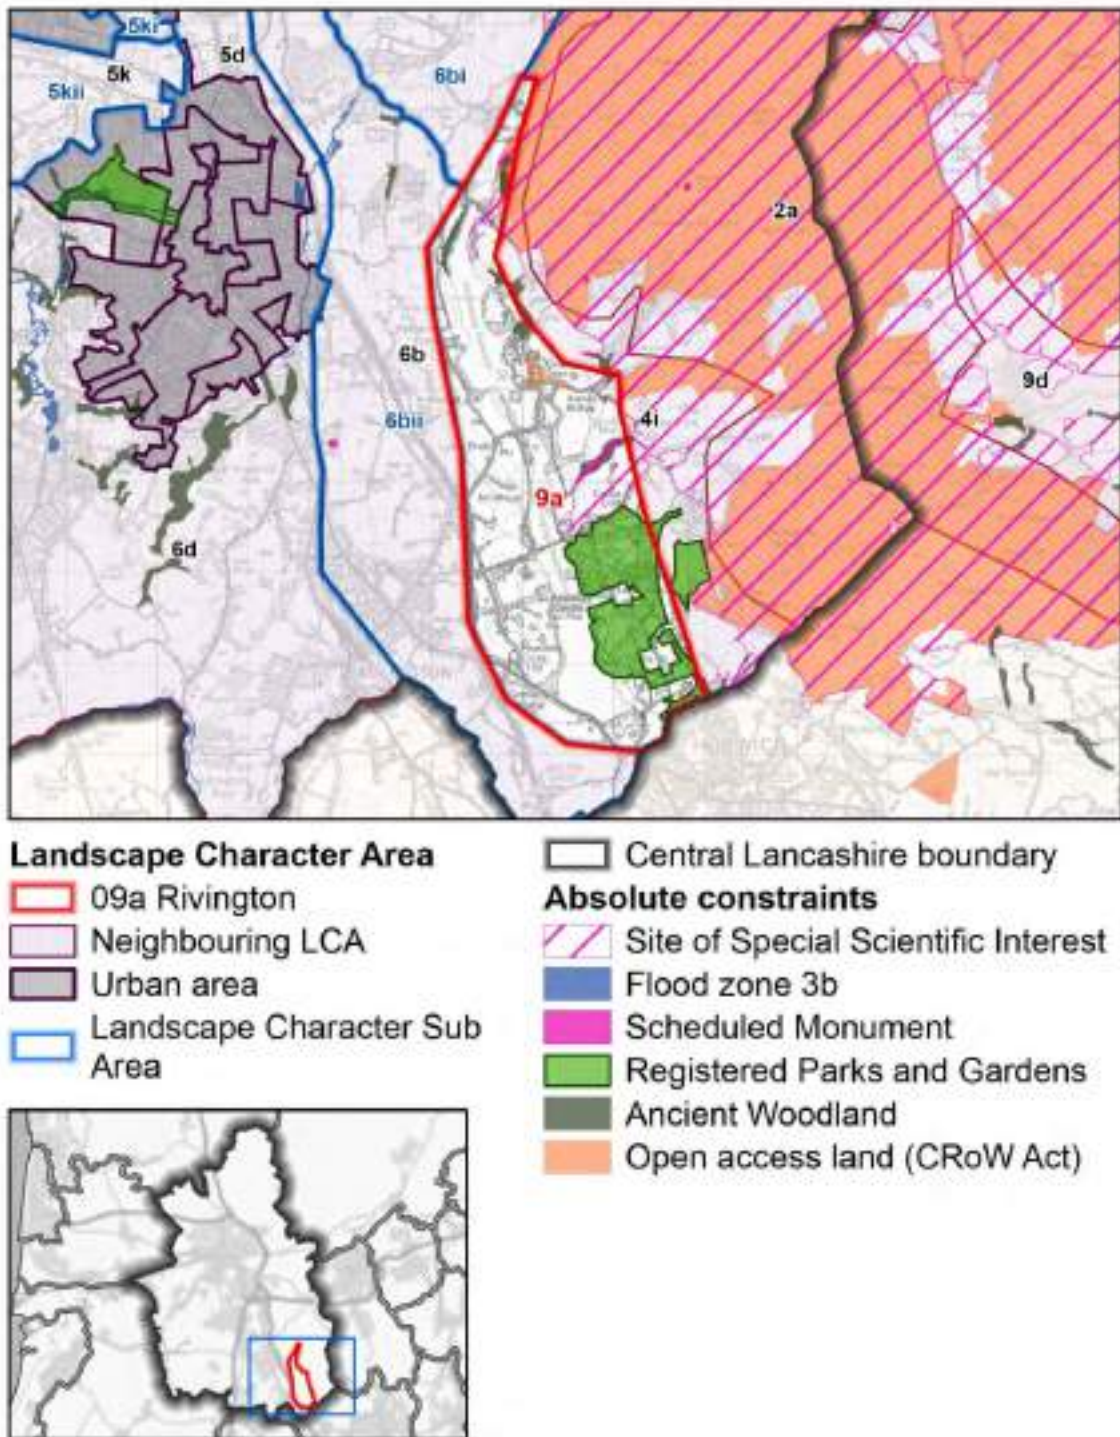 5ki
5k
5d
5kii
6bi
2a
6b
9d
6bii
4i
9a
6d
Landscape Character Area
09a Rivington
Neighbouring LCA
Urban area
Landscape Character Sub
Area
Central Lancashire boundary
Absolute constraints
Site of Special Scientific Interest
Flood zone 3b
Scheduled Monument
Registered Parks and Gardens
Ancient Woodland
Open access land (CRoW Act)